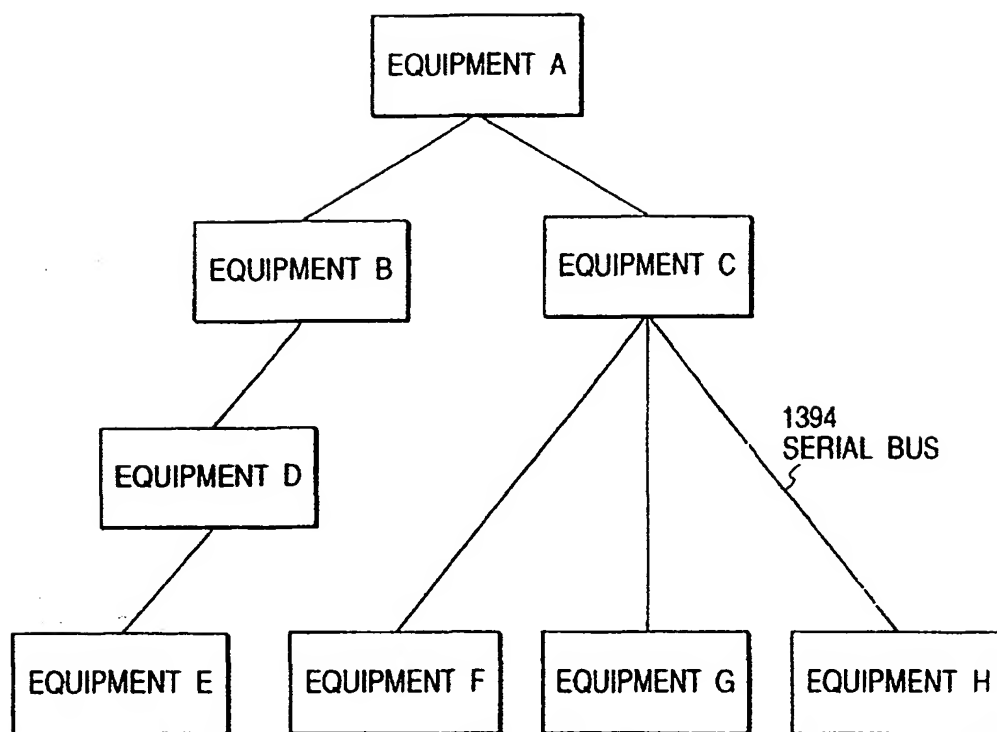 EQUIPMENT A
EQUIPMENT B
EQUIPMENT C
1394
SERIAL BUS
EQUIPMENT D
EQUIPMENT E
EQUIPMENT F
EQUIPMENT G
EQUIPMENT H